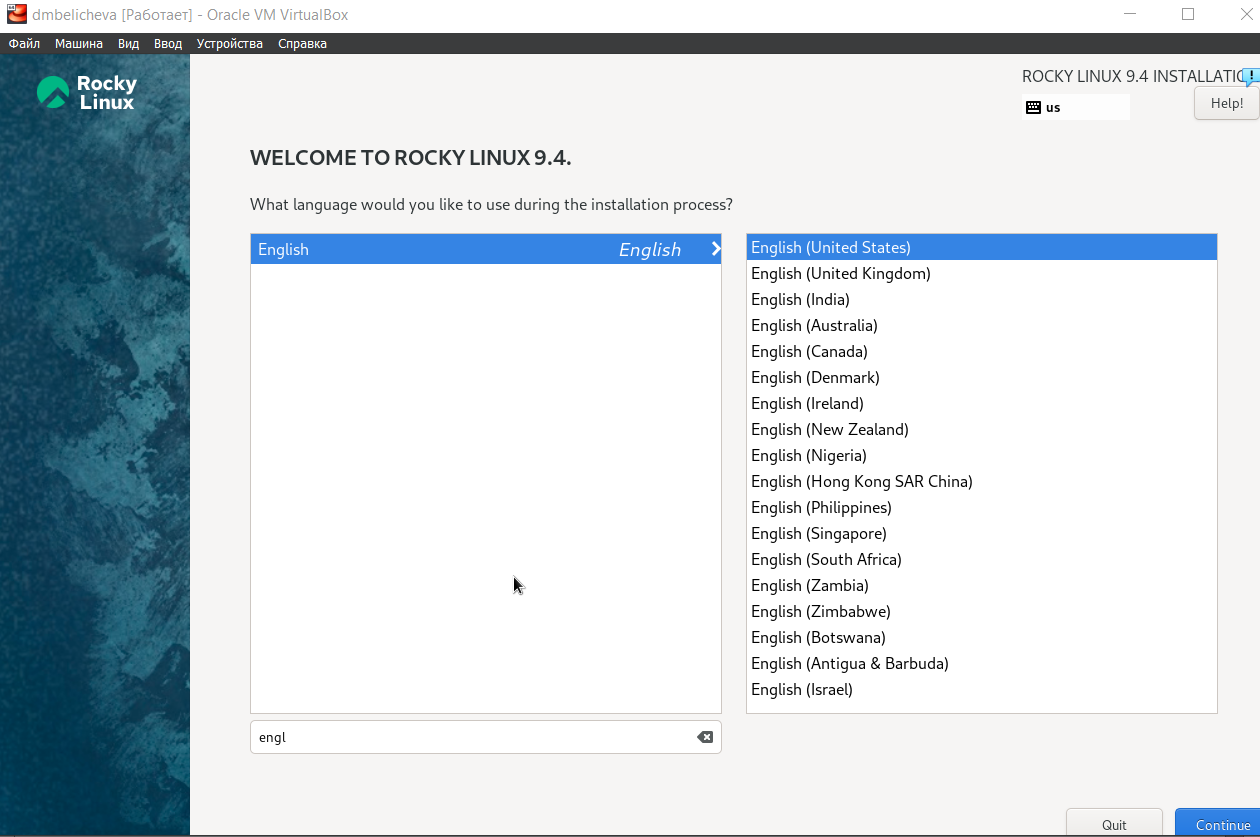 dmbelicheva [Работает] - Oracle VM VirtualBox
Файл Машина Вид Ввод Устройства Справка
Rocky
Linux
ROCKY LINUX 9.4 INSTALLATIO
us
Help!
WELCOME TO ROCKY LINUX 9.4.
What language would you like to use during the installation process?
English English
English (United States)
English (United Kingdom)
English (India)
English (Australia)
English (Canada)
English (Denmark)
English (Ireland)
English (New Zealand)
English (Nigeria)
English (Hong Kong SAR China)
English (Philippines)
English (Singapore)
English (South Africa)
English (Zambia)
English (Zimbabwe)
English (Botswana)
English (Antigua & Barbuda)
English (Israel)
engl
Quit Continue